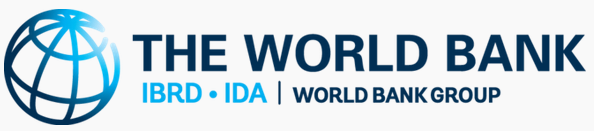 THE WORLD BANK
IBRD • IDA | WORLD BANK GROUP